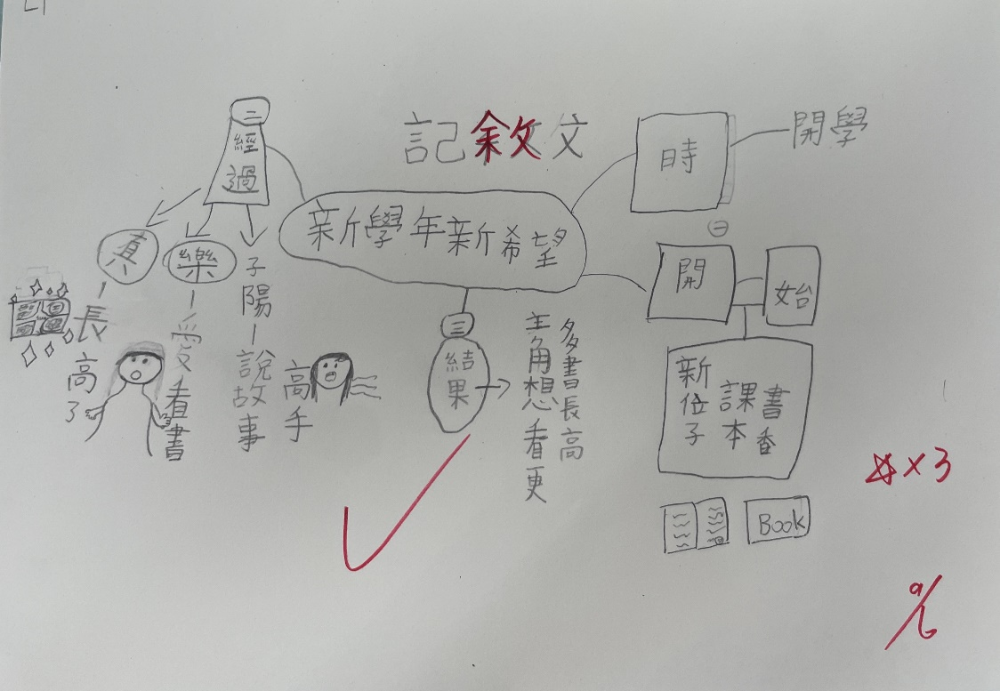 記敘文
新學年新希望
時
開學
㊀
開
始
新位子
課本
書香
Book
㊁
經過
真
長高了
樂
愛看書
子陽
說故事
高手
㊂
結果
主角想看更
多書長高
☆×3
9/6